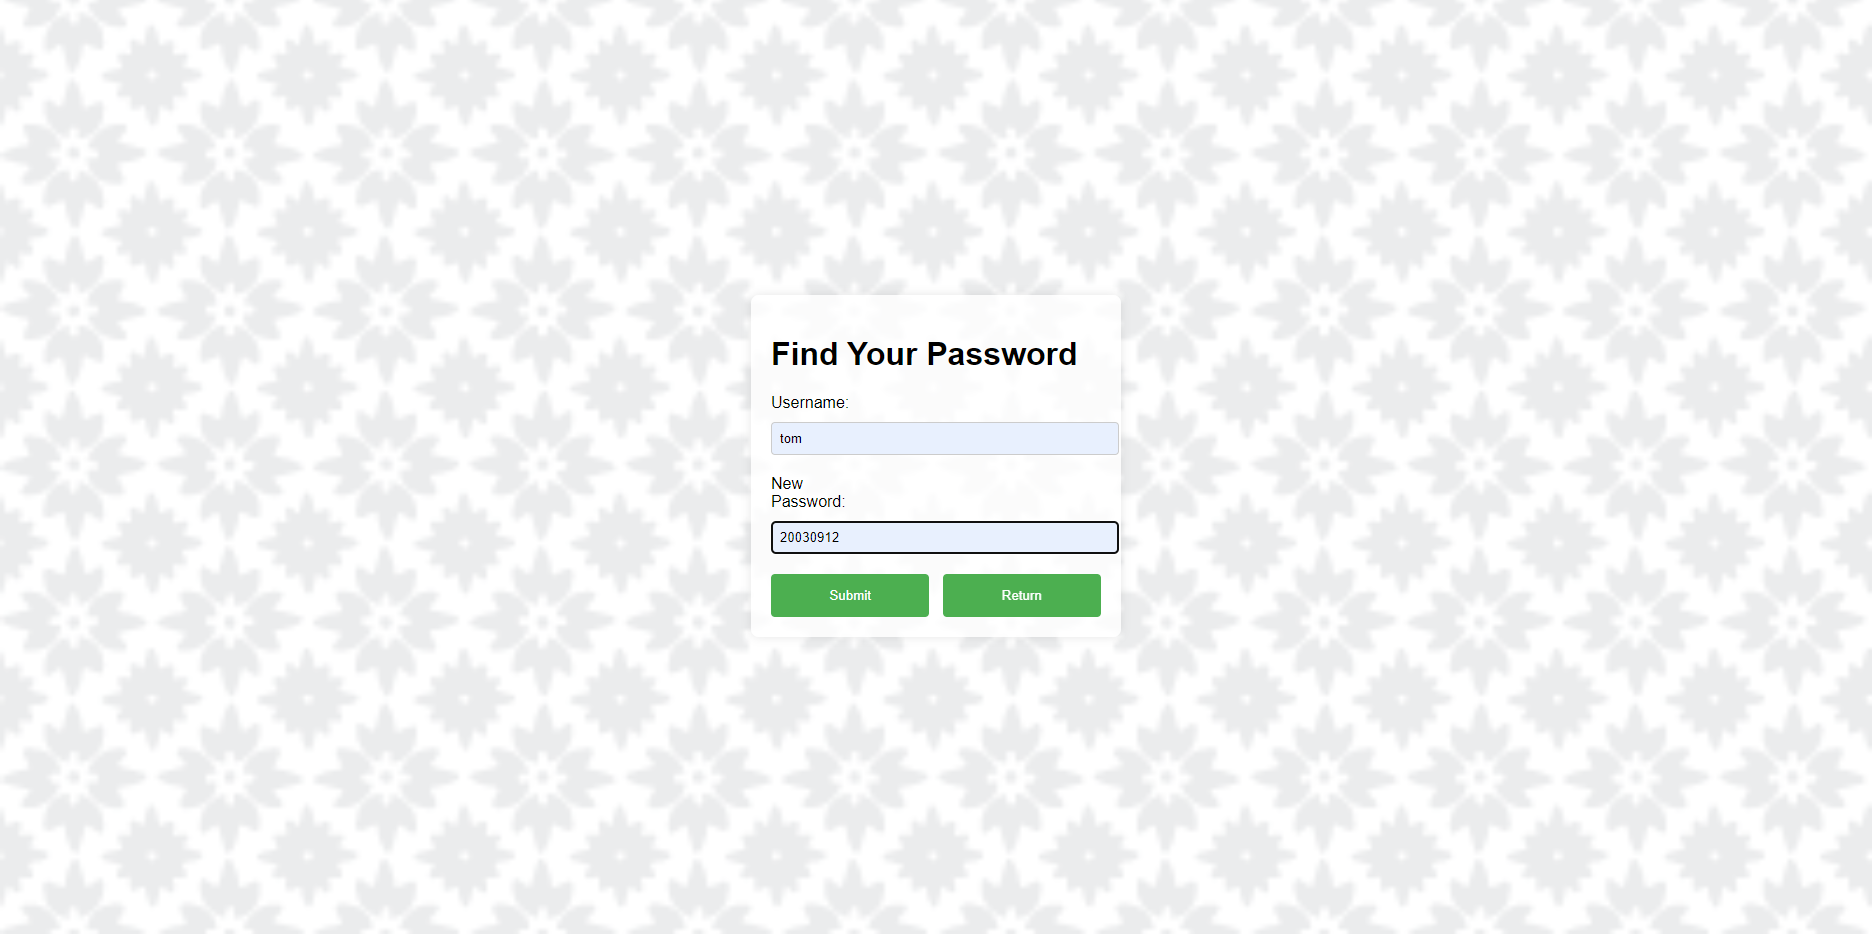 Find Your Password
Username:
tom
New
Password:
20030912
Submit
Return